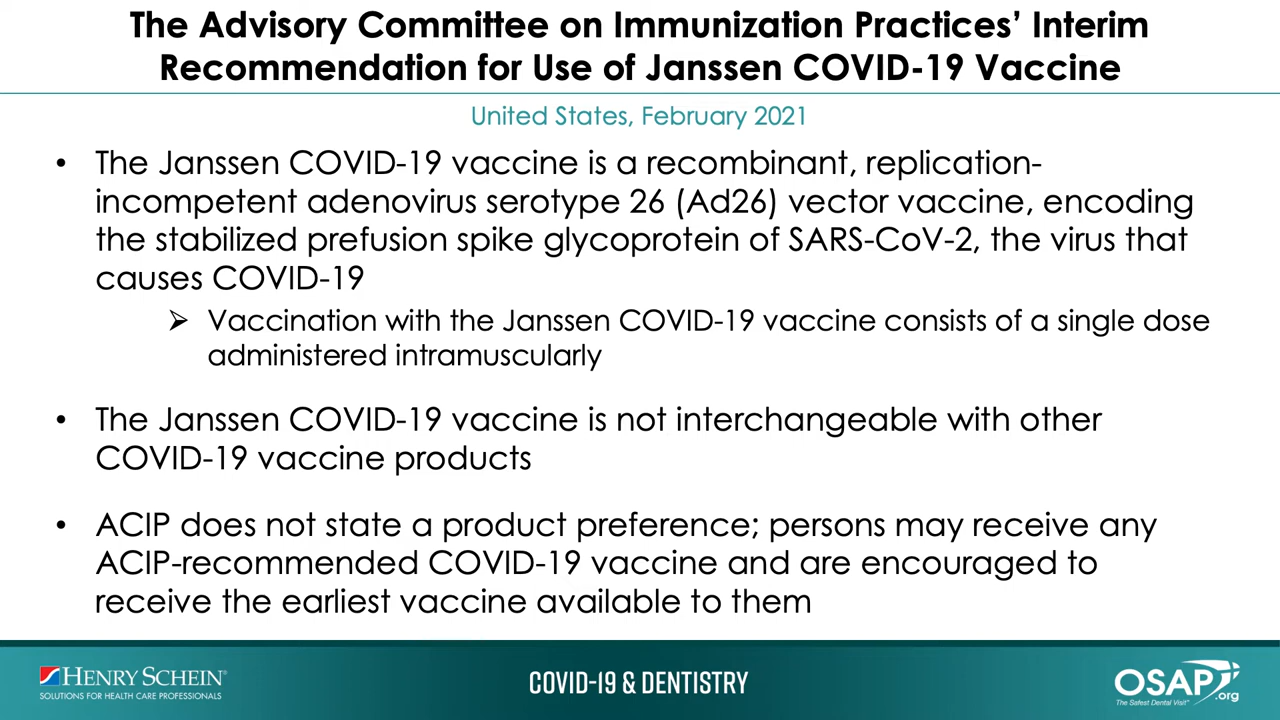 The Advisory Committee on Immunization Practices’ Interim
Recommendation for Use of Janssen COVID-19 Vaccine
United States, February 2021
• The Janssen COVID-19 vaccine is a recombinant, replication-
incompetent adenovirus serotype 26 (Ad26) vector vaccine, encoding
the stabilized prefusion spike glycoprotein of SARS-CoV-2, the virus that
causes COVID-19
➢ Vaccination with the Janssen COVID-19 vaccine consists of a single dose
administered intramuscularly
• The Janssen COVID-19 vaccine is not interchangeable with other
COVID-19 vaccine products
• ACIP does not state a product preference; persons may receive any
ACIP-recommended COVID-19 vaccine and are encouraged to
receive the earliest vaccine available to them
HENRY SCHEIN®
SOLUTIONS FOR HEALTH CARE PROFESSIONALS
COVID-19 & DENTISTRY
OSAP.org
The Safest Dental Visit™